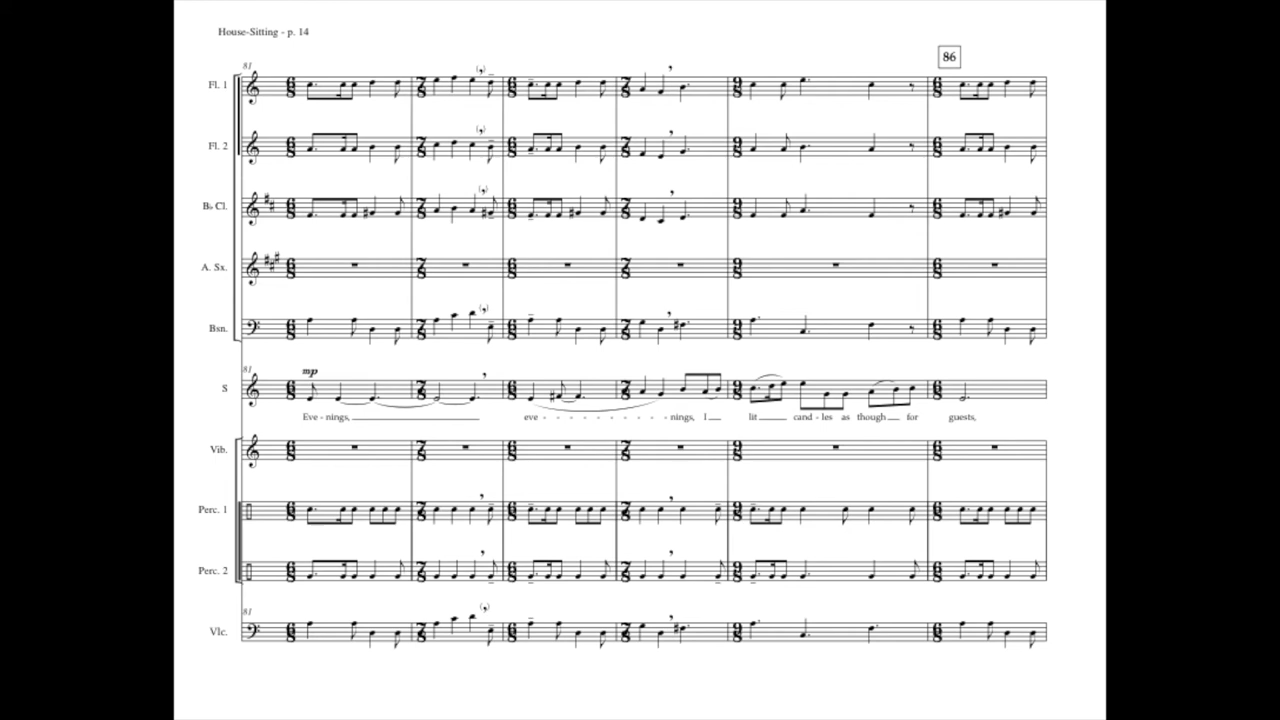 House-Sitting - p. 14
86
81
Fl. 1
Fl. 2
B♭ Cl.
A. Sx.
Bsn.
81
mp
S
Eve - nings, eve - - - - - - - - - nings, I lit cand - les as though for guests,
Vib.
Perc. 1
Perc. 2
81
Vlc.